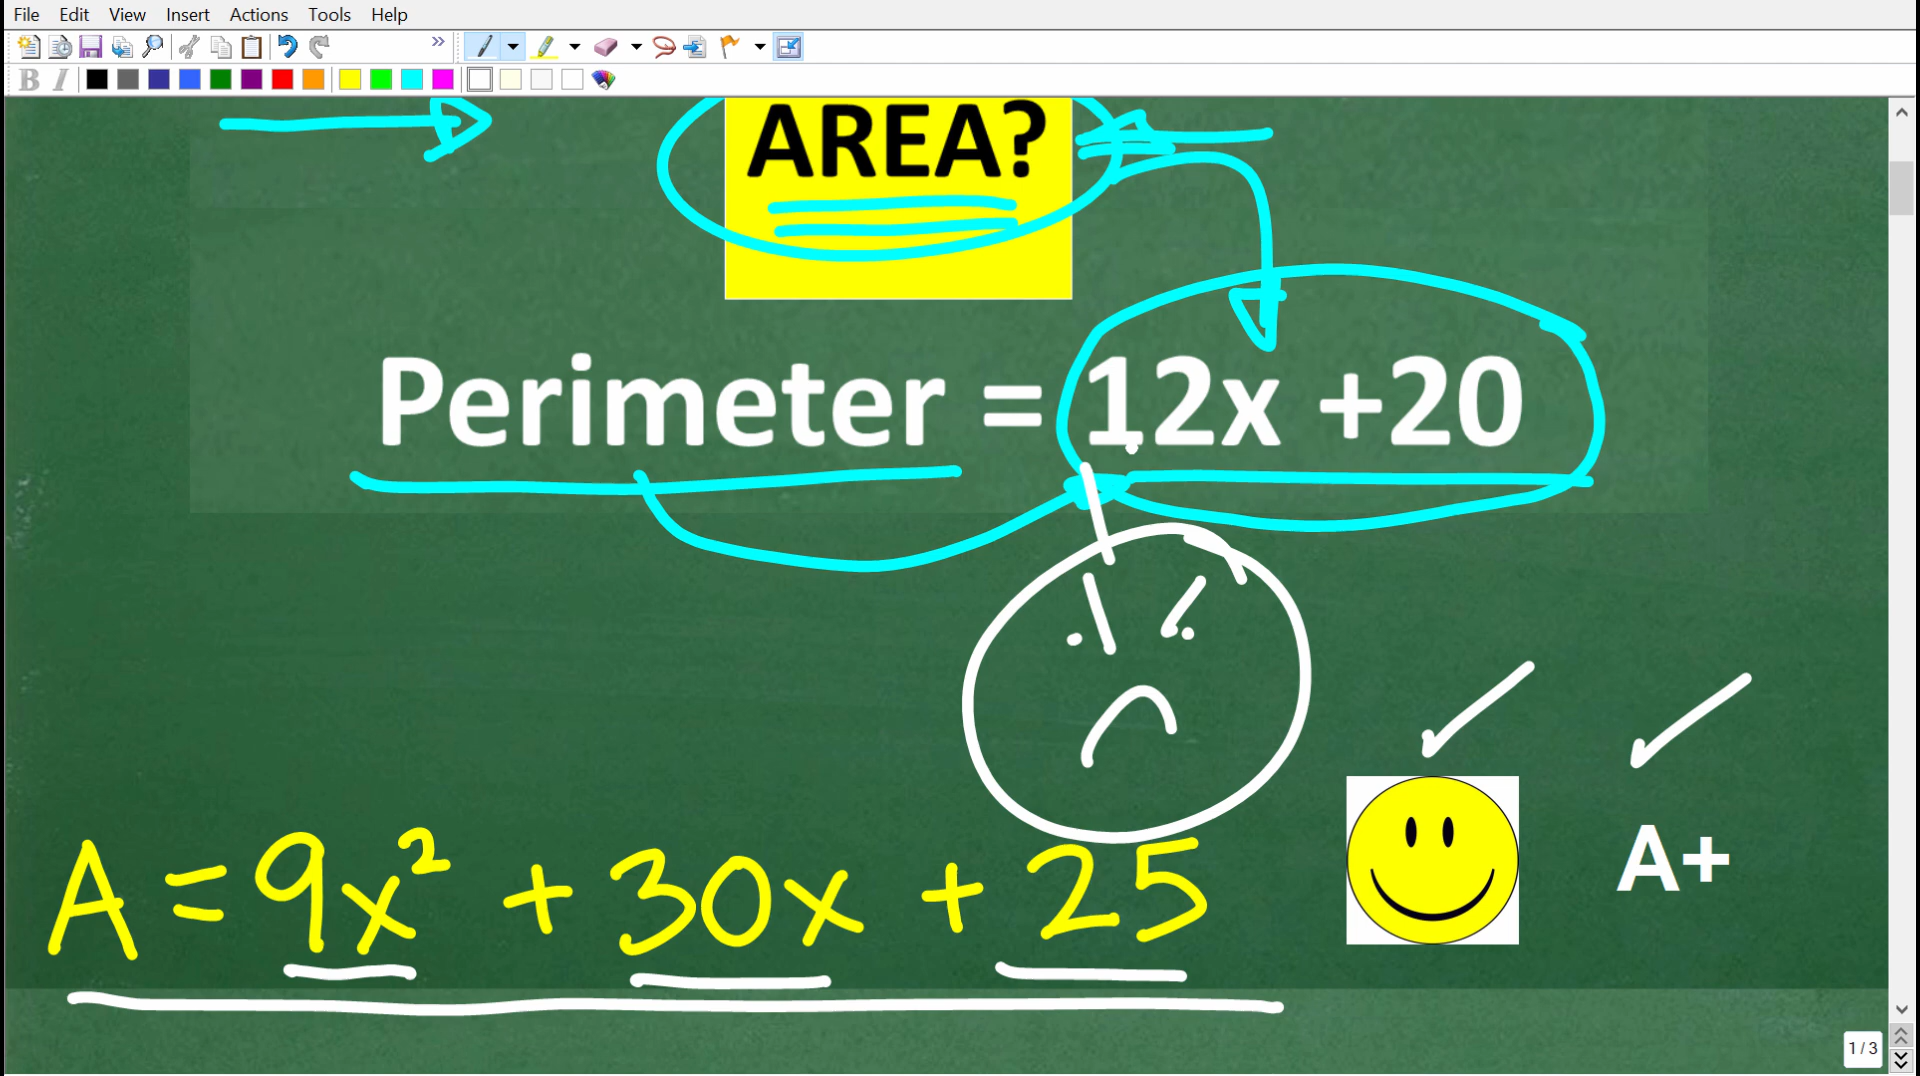 File Edit View Insert Actions Tools Help
B I
AREA?
Perimeter = 12x +20
A = 9x² + 30x + 25
A+
1 / 3